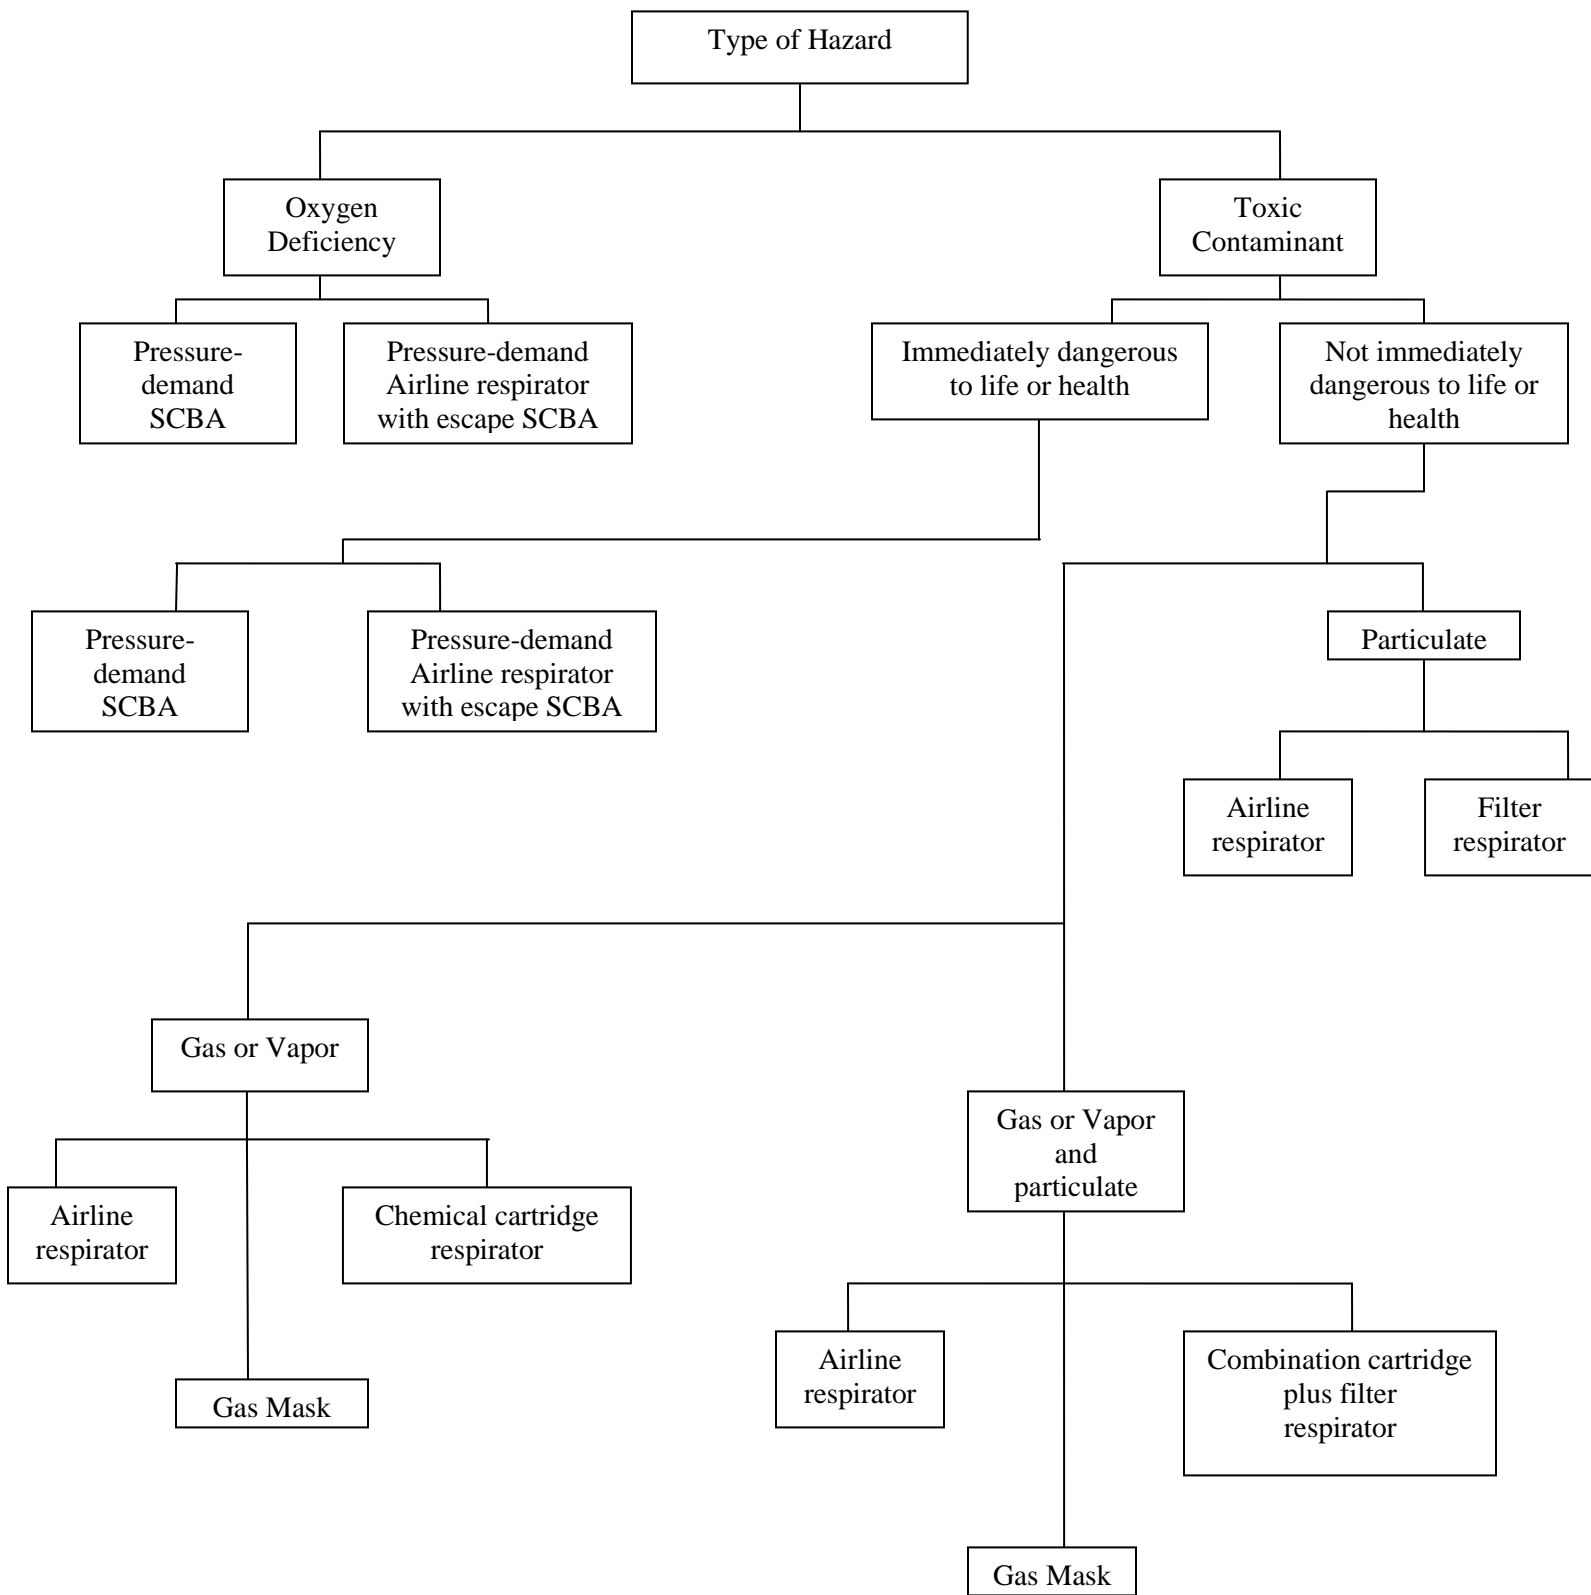 Type of Hazard
Oxygen
Deficiency
Toxic
Contaminant
Pressure-
demand
SCBA
Pressure-demand
Airline respirator
with escape SCBA
Immediately dangerous
to life or health
Not immediately
dangerous to life or
health
Pressure-
demand
SCBA
Pressure-demand
Airline respirator
with escape SCBA
Particulate
Airline
respirator
Filter
respirator
Gas or Vapor
Gas or Vapor
and
particulate
Airline
respirator
Chemical cartridge
respirator
Gas Mask
Airline
respirator
Combination cartridge
plus filter
respirator
Gas Mask